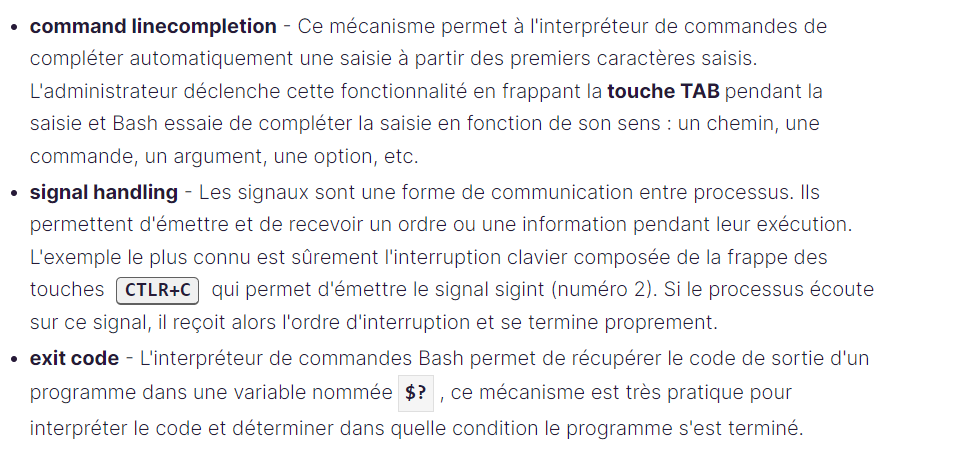 • command linecompletion - Ce mécanisme permet à l'interpréteur de commandes de
compléter automatiquement une saisie à partir des premiers caractères saisis.
L'administrateur déclenche cette fonctionnalité en frappant la touche TAB pendant la
saisie et Bash essaie de compléter la saisie en fonction de son sens : un chemin, une
commande, un argument, une option, etc.
• signal handling - Les signaux sont une forme de communication entre processus. Ils
permettent d'émettre et de recevoir un ordre ou une information pendant leur exécution.
L'exemple le plus connu est sûrement l'interruption clavier composée de la frappe des
touches CTLR+C qui permet d'émettre le signal sigint (numéro 2). Si le processus écoute
sur ce signal, il reçoit alors l'ordre d'interruption et se termine proprement.
• exit code - L'interpréteur de commandes Bash permet de récupérer le code de sortie d'un
programme dans une variable nommée $? , ce mécanisme est très pratique pour
interpréter le code et déterminer dans quelle condition le programme s'est terminé.